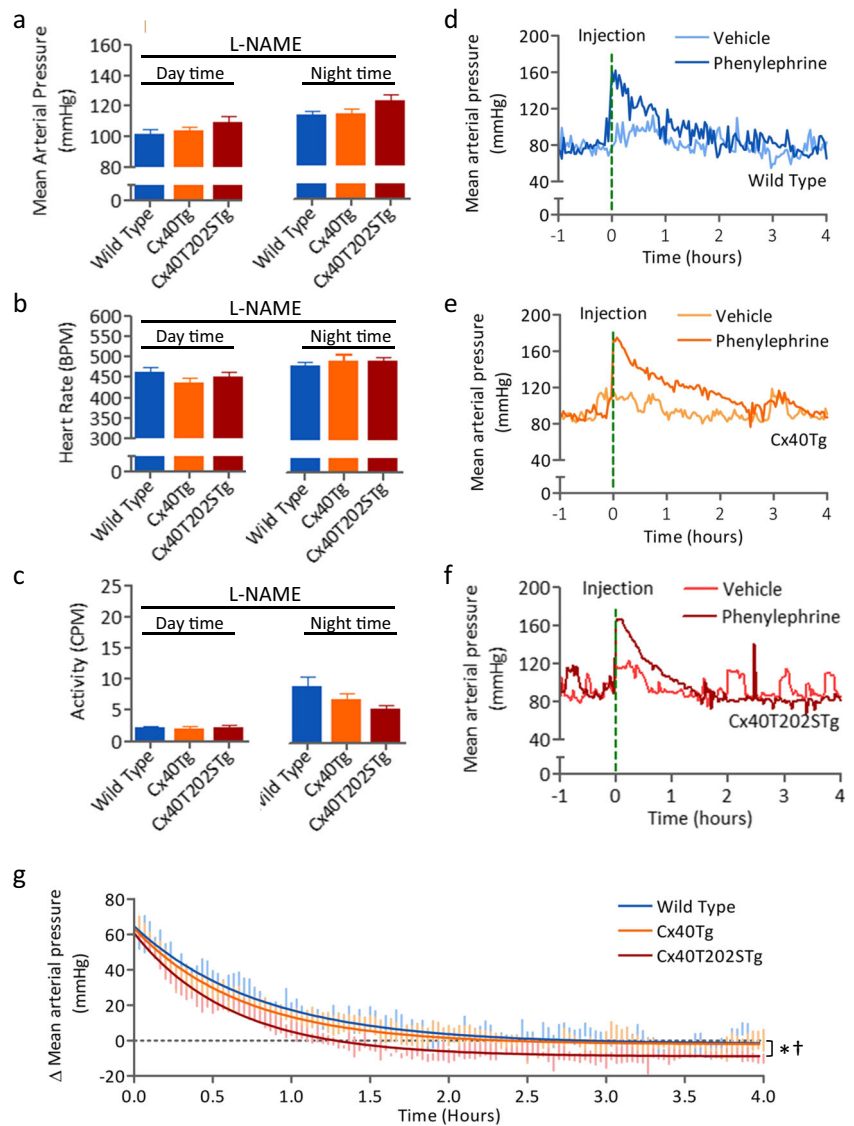 a
L-NAME
Day time
Night time
Mean Arterial Pressure
(mmHg)
160
140
120
100
80
0
Wild Type
Cx40Tg
Cx40T202STg
Wild Type
Cx40Tg
Cx40T202STg
b
L-NAME
Day time
Night time
Heart Rate (BPM)
600
550
500
450
400
350
300
0
Wild Type
Cx40Tg
Cx40T202STg
Wild Type
Cx40Tg
Cx40T202STg
c
L-NAME
Day time
Night time
Activity (CPM)
25
20
15
10
5
0
Wild Type
Cx40Tg
Cx40T202STg
Wild Type
Cx40Tg
Cx40T202STg
d
Injection
Vehicle
Phenylephrine
Mean arterial pressure
(mmHg)
200
160
120
80
40
0
Wild Type
-1 0 1 2 3 4
Time (hours)
e
Injection
Vehicle
Phenylephrine
Mean arterial pressure
(mmHg)
200
160
120
80
40
0
Cx40Tg
-1 0 1 2 3 4
Time (hours)
f
Injection
Vehicle
Phenylephrine
Mean arterial pressure
(mmHg)
200
160
120
80
40
0
Cx40T202STg
-1 0 1 2 3 4
Time (hours)
g
Wild Type
Cx40Tg
Cx40T202STg
Δ Mean arterial pressure
(mmHg)
80
60
40
20
0
-20
*†
0.0 0.5 1.0 1.5 2.0 2.5 3.0 3.5 4.0
Time (Hours)